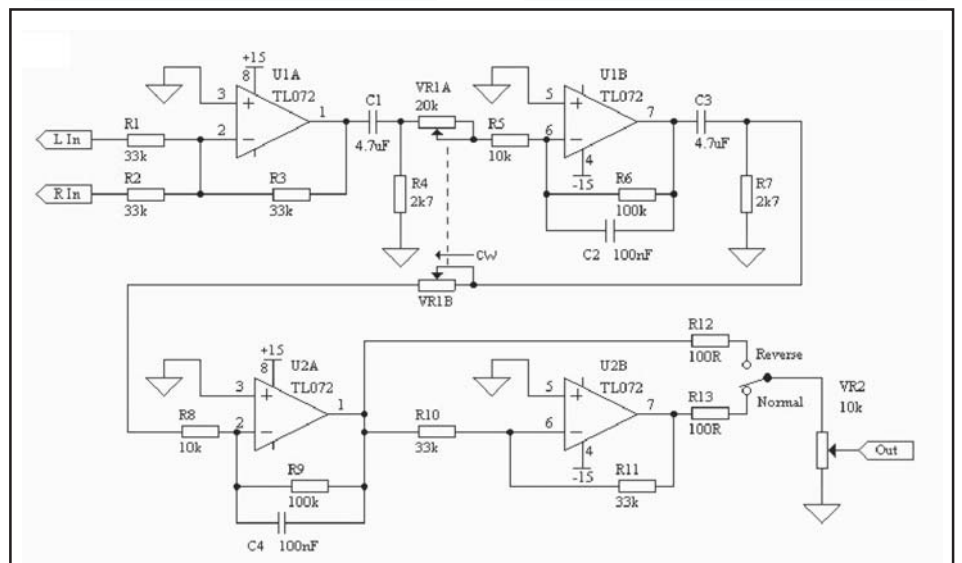 +15
8
U1A
TL072
3
+
2
−
1
L In
R1
33k
R In
R2
33k
R3
33k
C1
4.7uF
VR1A
20k
R4
2k7
R5
10k
U1B
TL072
5
+
6
−
7
4
-15
R6
100k
C2 100nF
C3
4.7uF
R7
2k7
CW
VR1B
+15
8
U2A
TL072
3
+
2
−
1
R8
10k
R9
100k
C4 100nF
R10
33k
U2B
TL072
5
+
6
−
7
4
-15
R11
33k
R12
100R
Reverse
R13
100R
Normal
VR2
10k
Out